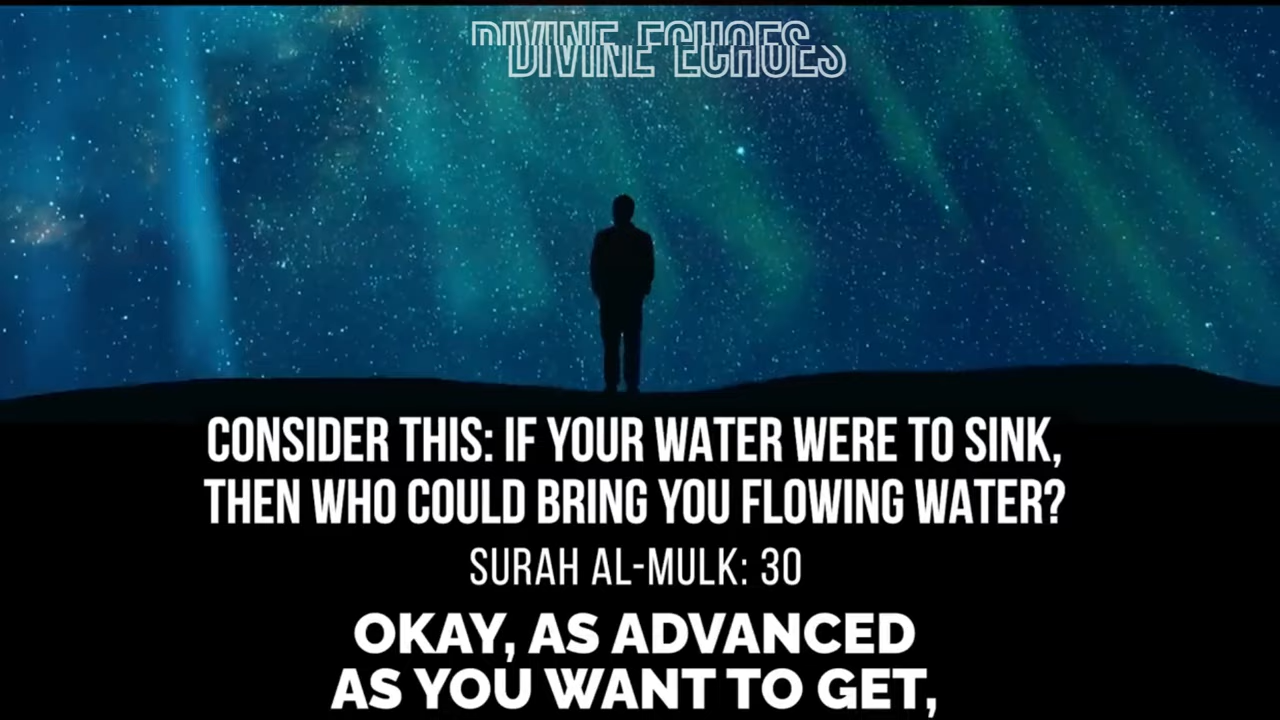 DIVINE ECHOES
CONSIDER THIS: IF YOUR WATER WERE TO SINK,
THEN WHO COULD BRING YOU FLOWING WATER?
SURAH AL-MULK: 30
OKAY, AS ADVANCED
AS YOU WANT TO GET,